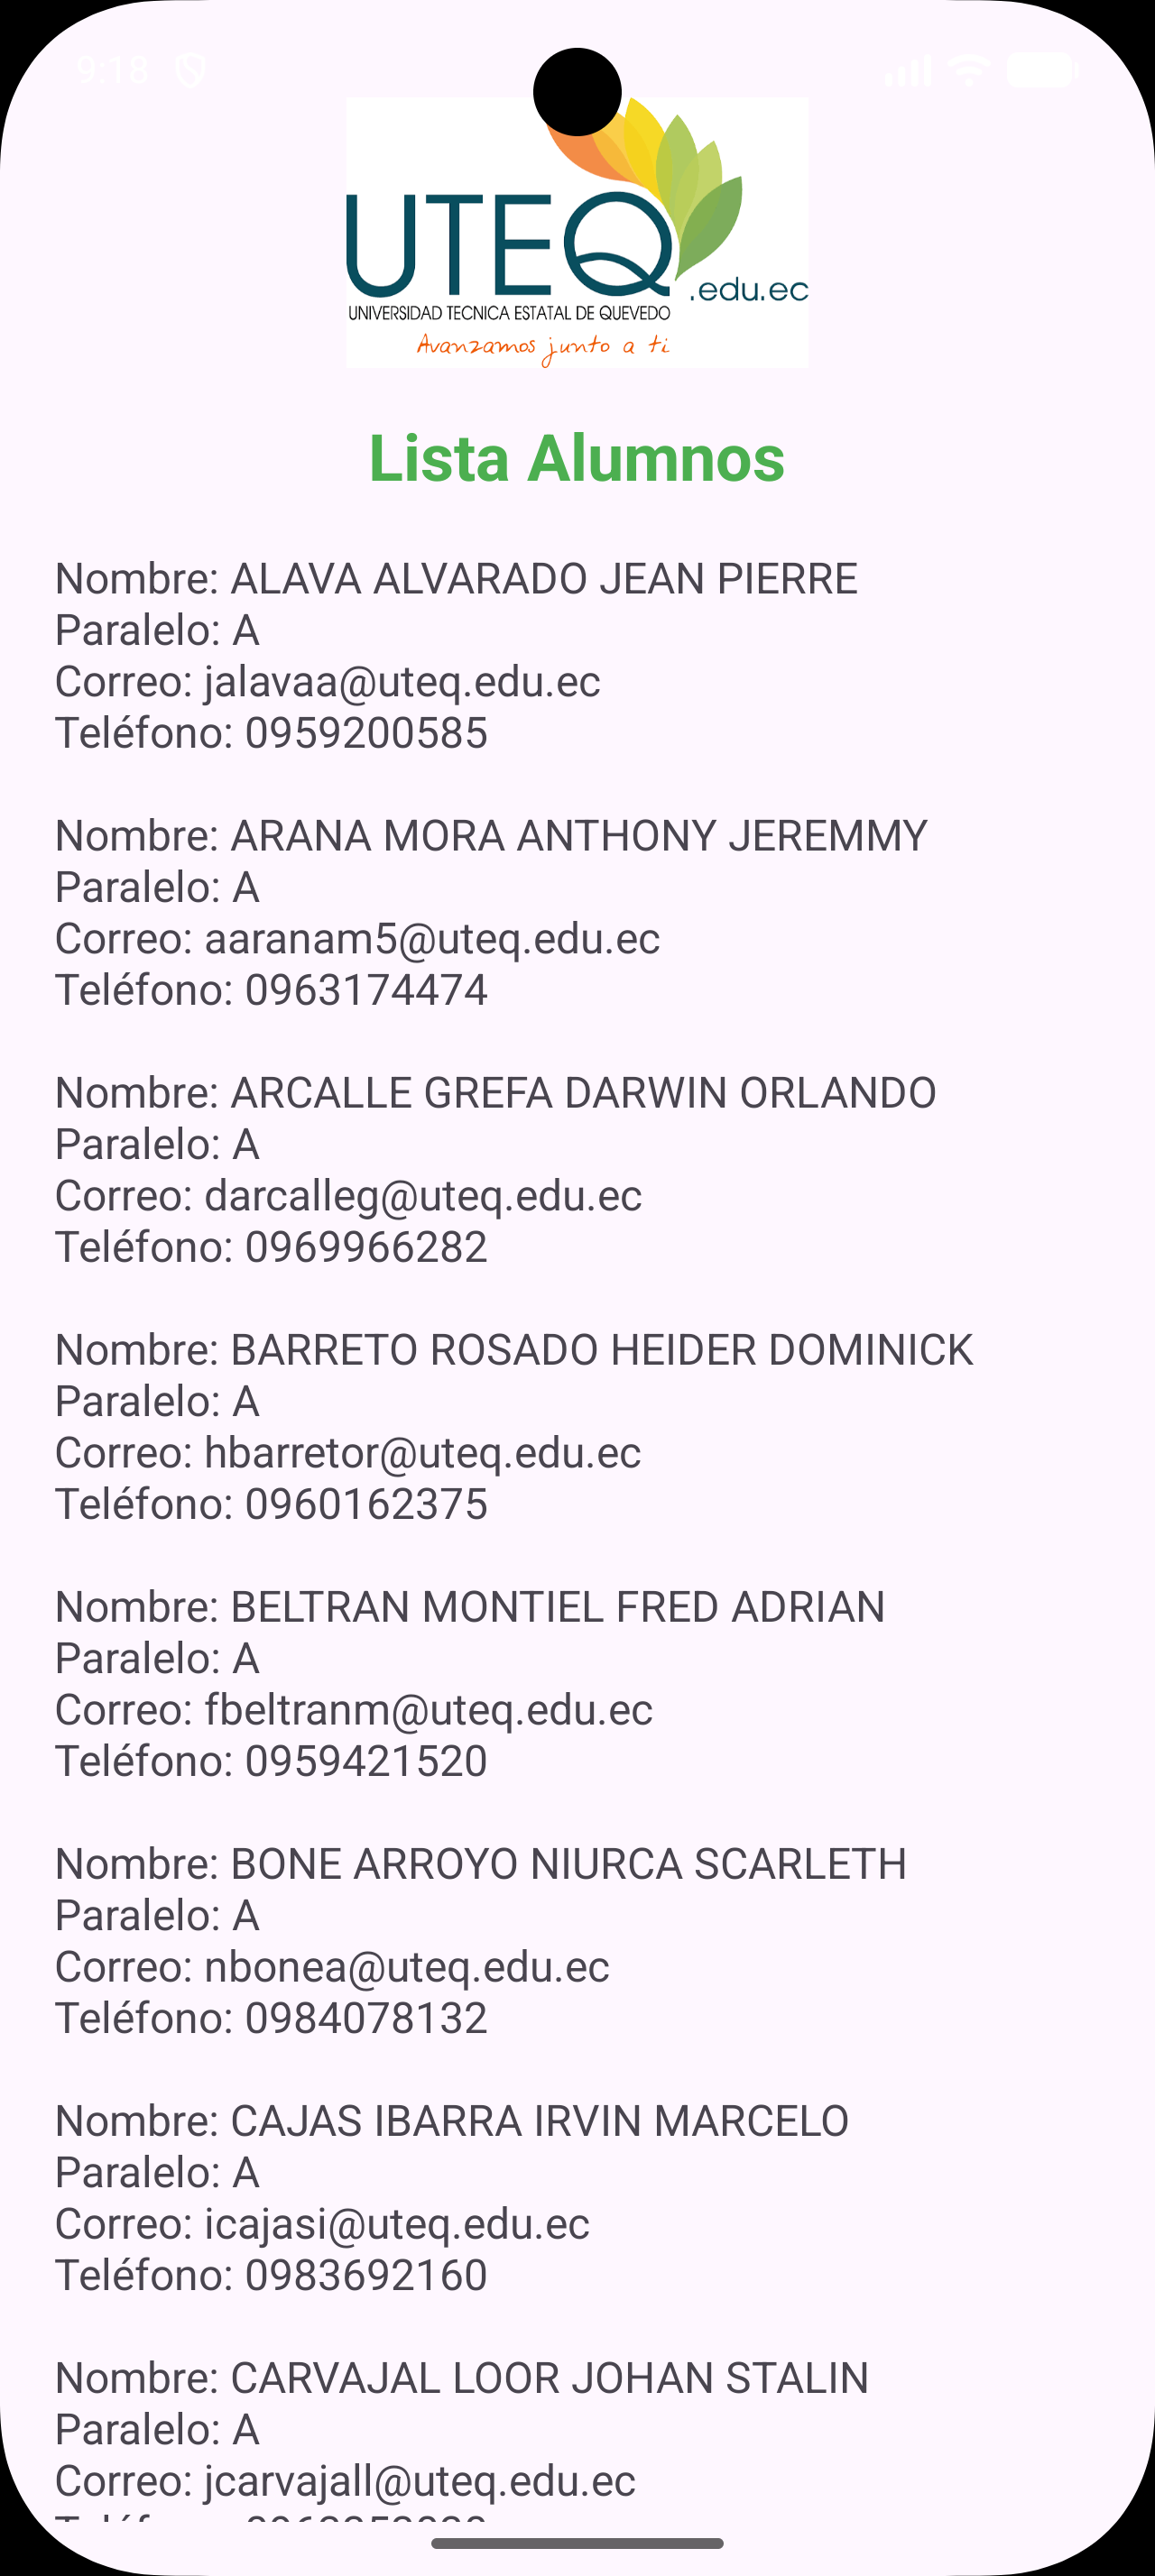 9:18
UTEQ
.edu.ec
UNIVERSIDAD TECNICA ESTATAL DE QUEVEDO
Avanzamos junto a ti
Lista Alumnos
Nombre: ALAVA ALVARADO JEAN PIERRE
Paralelo: A
Correo: jalavaa@uteq.edu.ec
Teléfono: 0959200585
Nombre: ARANA MORA ANTHONY JEREMMY
Paralelo: A
Correo: aaranam5@uteq.edu.ec
Teléfono: 0963174474
Nombre: ARCALLE GREFA DARWIN ORLANDO
Paralelo: A
Correo: darcalleg@uteq.edu.ec
Teléfono: 0969966282
Nombre: BARRETO ROSADO HEIDER DOMINICK
Paralelo: A
Correo: hbarretor@uteq.edu.ec
Teléfono: 0960162375
Nombre: BELTRAN MONTIEL FRED ADRIAN
Paralelo: A
Correo: fbeltranm@uteq.edu.ec
Teléfono: 0959421520
Nombre: BONE ARROYO NIURCA SCARLETH
Paralelo: A
Correo: nbonea@uteq.edu.ec
Teléfono: 0984078132
Nombre: CAJAS IBARRA IRVIN MARCELO
Paralelo: A
Correo: icajasi@uteq.edu.ec
Teléfono: 0983692160
Nombre: CARVAJAL LOOR JOHAN STALIN
Paralelo: A
Correo: jcarvajall@uteq.edu.ec
Teléfono: